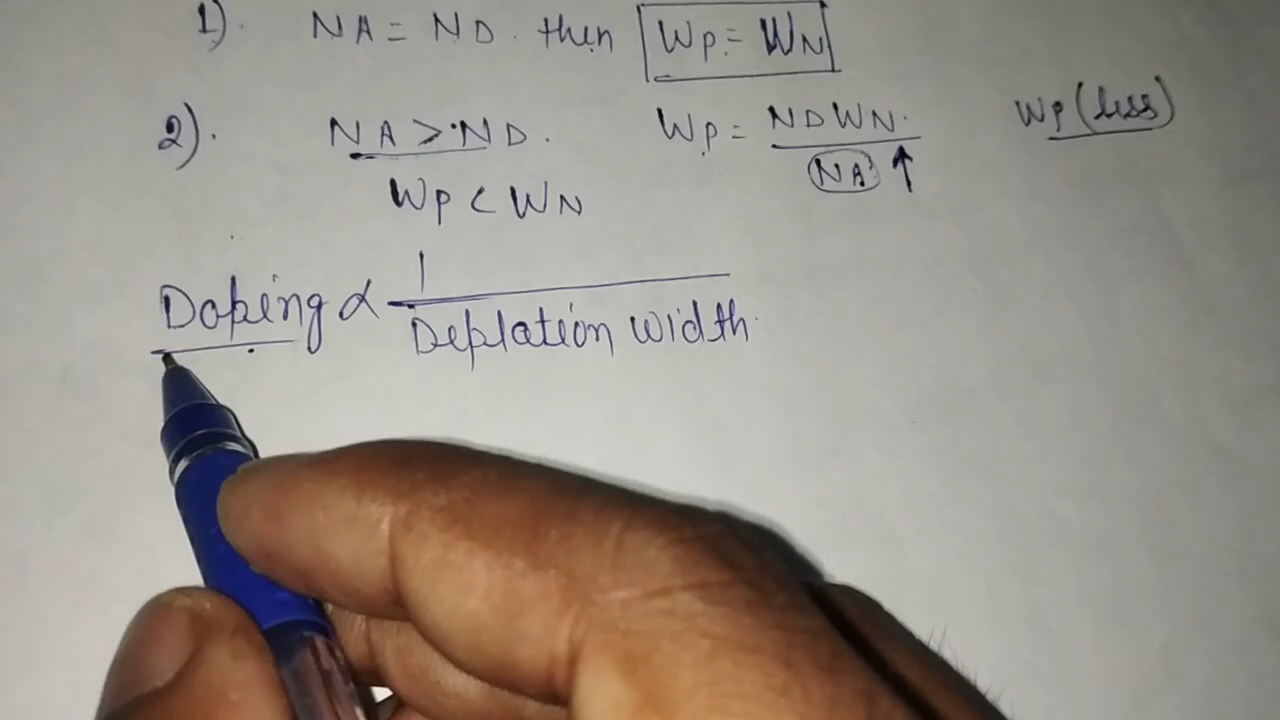 1). NA = ND. then WP = WN
2). NA > ND. WP = NDWN / NA ↑ WP (less)
WP < WN
Doping ∝ 1 / Deplation width.